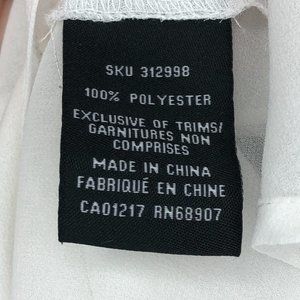 SKU 312998
100% POLYESTER
EXCLUSIVE OF TRIMS/
GARNITURES NON
COMPRISES
MADE IN CHINA
FABRIQUÉ EN CHINE
CA01217 RN68907